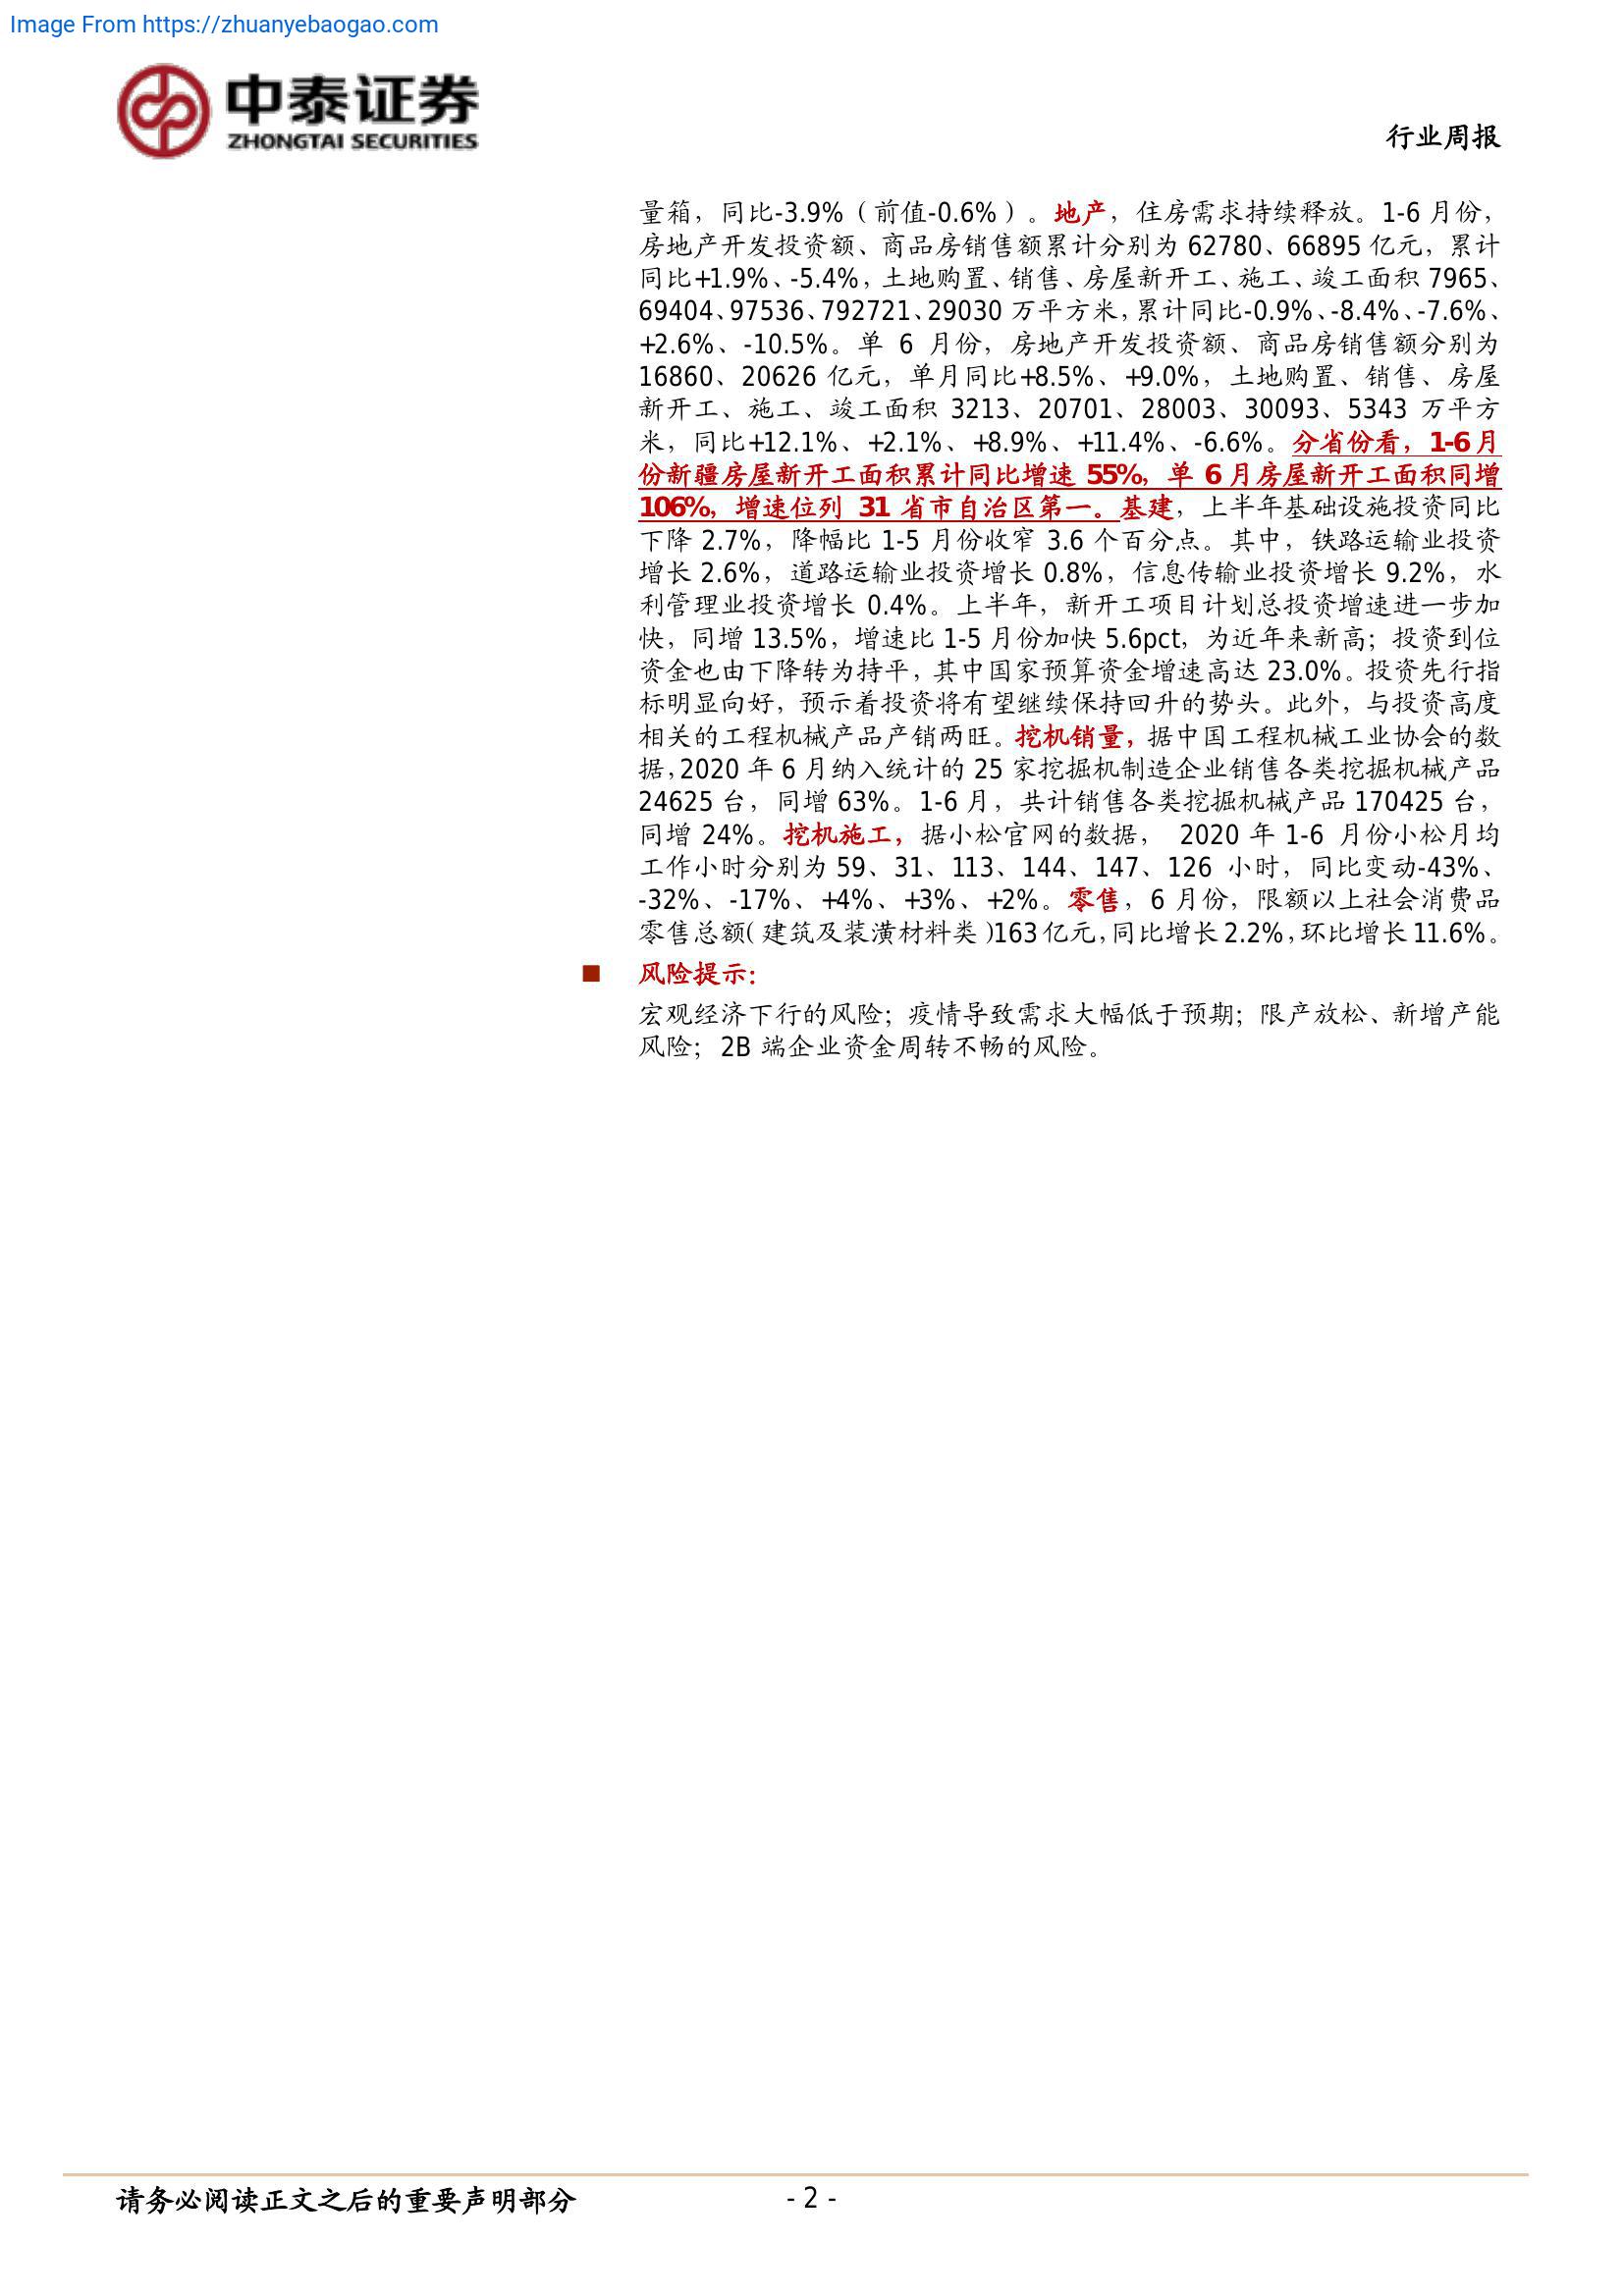 Image From https://zhuanyebaogao.com
中泰证券
ZHONGTAI SECURITIES
行业周报
量箱，同比-3.9%（前值-0.6%）。地产，住房需求持续释放。1-6 月份，
房地产开发投资额、商品房销售额累计分别为 62780、66895 亿元，累计
同比+1.9%、-5.4%，土地购置、销售、房屋新开工、施工、竣工面积 7965、
69404、97536、792721、29030 万平方米，累计同比-0.9%、-8.4%、-7.6%、
+2.6%、-10.5%。单 6 月份，房地产开发投资额、商品房销售额分别为
16860、20626 亿元，单月同比+8.5%、+9.0%，土地购置、销售、房屋
新开工、施工、竣工面积 3213、20701、28003、30093、5343 万平方
米，同比+12.1%、+2.1%、+8.9%、+11.4%、-6.6%。分省份看，1-6 月
份新疆房屋新开工面积累计同比增速 55%，单 6 月房屋新开工面积同增
106%，增速位列 31 省市自治区第一。基建，上半年基础设施投资同比
下降 2.7%，降幅比 1-5 月份收窄 3.6 个百分点。其中，铁路运输业投资
增长 2.6%，道路运输业投资增长 0.8%，信息传输业投资增长 9.2%，水
利管理业投资增长 0.4%。上半年，新开工项目计划总投资增速进一步加
快，同增 13.5%，增速比 1-5 月份加快 5.6pct，为近年来新高；投资到位
资金也由下降转为持平，其中国家预算资金增速高达 23.0%。投资先行指
标明显向好，预示着投资将有望继续保持回升的势头。此外，与投资高度
相关的工程机械产品产销两旺。挖机销量，据中国工程机械工业协会的数
据，2020 年 6 月纳入统计的 25 家挖掘机制造企业销售各类挖掘机械产品
24625 台，同增 63%。1-6 月，共计销售各类挖掘机械产品 170425 台，
同增 24%。挖机施工，据小松官网的数据， 2020 年 1-6 月份小松月均
工作小时分别为 59、31、113、144、147、126 小时，同比变动-43%、
-32%、-17%、+4%、+3%、+2%。零售，6 月份，限额以上社会消费品
零售总额（建筑及装潢材料类）163 亿元，同比增长 2.2%，环比增长 11.6%。
■ 风险提示：
宏观经济下行的风险；疫情导致需求大幅低于预期；限产放松、新增产能
风险；2B 端企业资金周转不畅的风险。
请务必阅读正文之后的重要声明部分
- 2 -